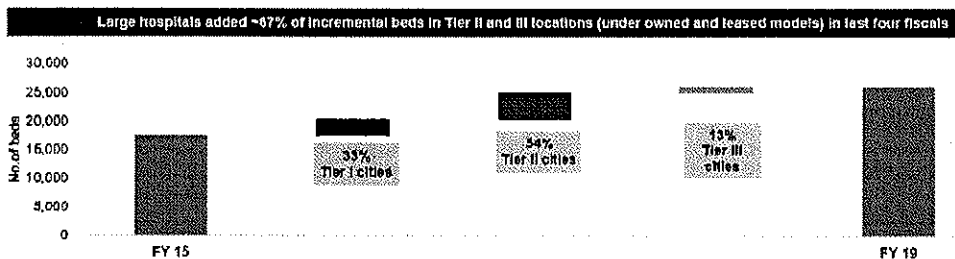 Large hospitals added ~67% of incremental beds in Tier II and III locations (under owned and leased models) in last four fiscals
30,000
25,000
20,000
15,000
10,000
5,000
0
No.of beds
33%
Tier I cities
54%
Tier II cities
13%
Tier III
cities
FY 15
FY 19